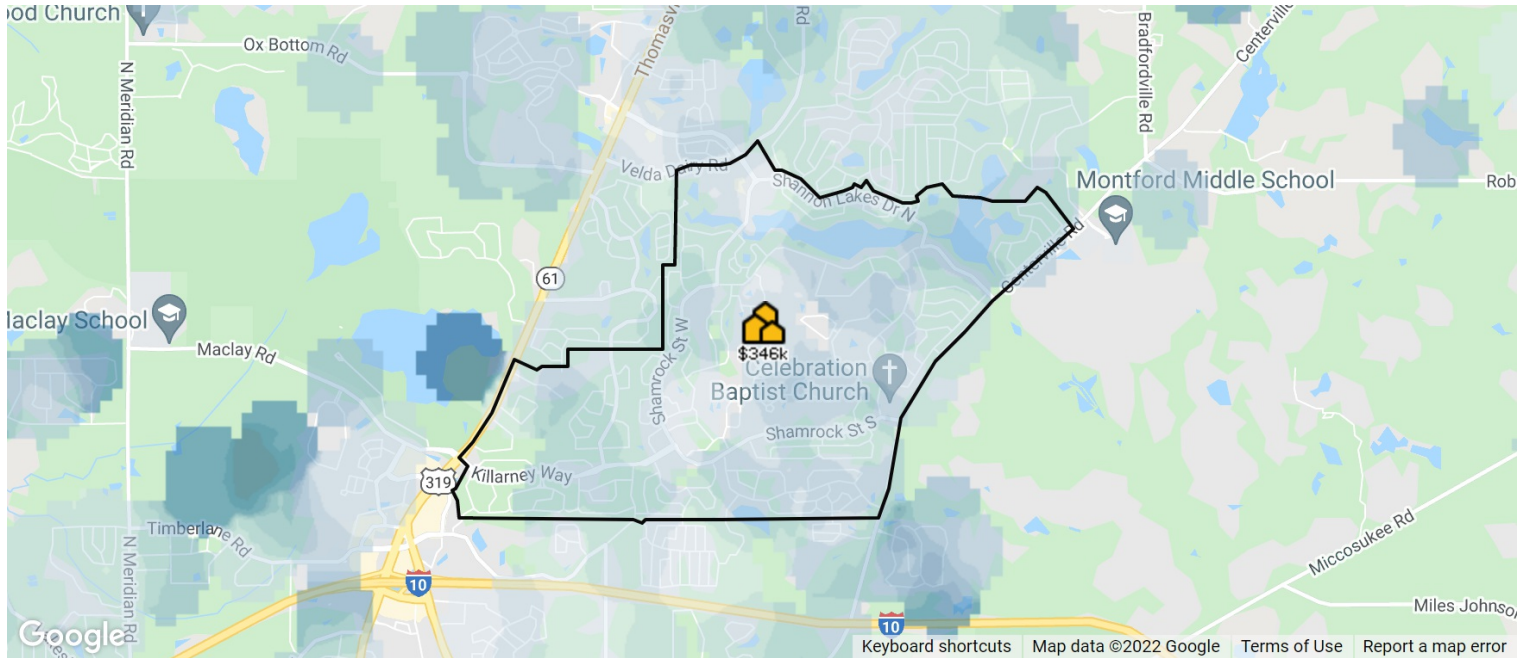 ood Church
Ox Bottom Rd
N Meridian Rd
Thomasv
Rd
Bradfordville Rd
Centerville
Velda Dairy Rd
Shannon Lakes Dr N
Montford Middle School
Rob
Centerville Rd
61
Maclay School
Maclay Rd
Shamrock St W
$346k
Celebration
Baptist Church
Shamrock St S
Killarney Way
319
Timberlane Rd
N Meridian Rd
10
Miccosukee Rd
Miles Johnso
10
Google
Keyboard shortcuts
Map data ©2022 Google
Terms of Use
Report a map error